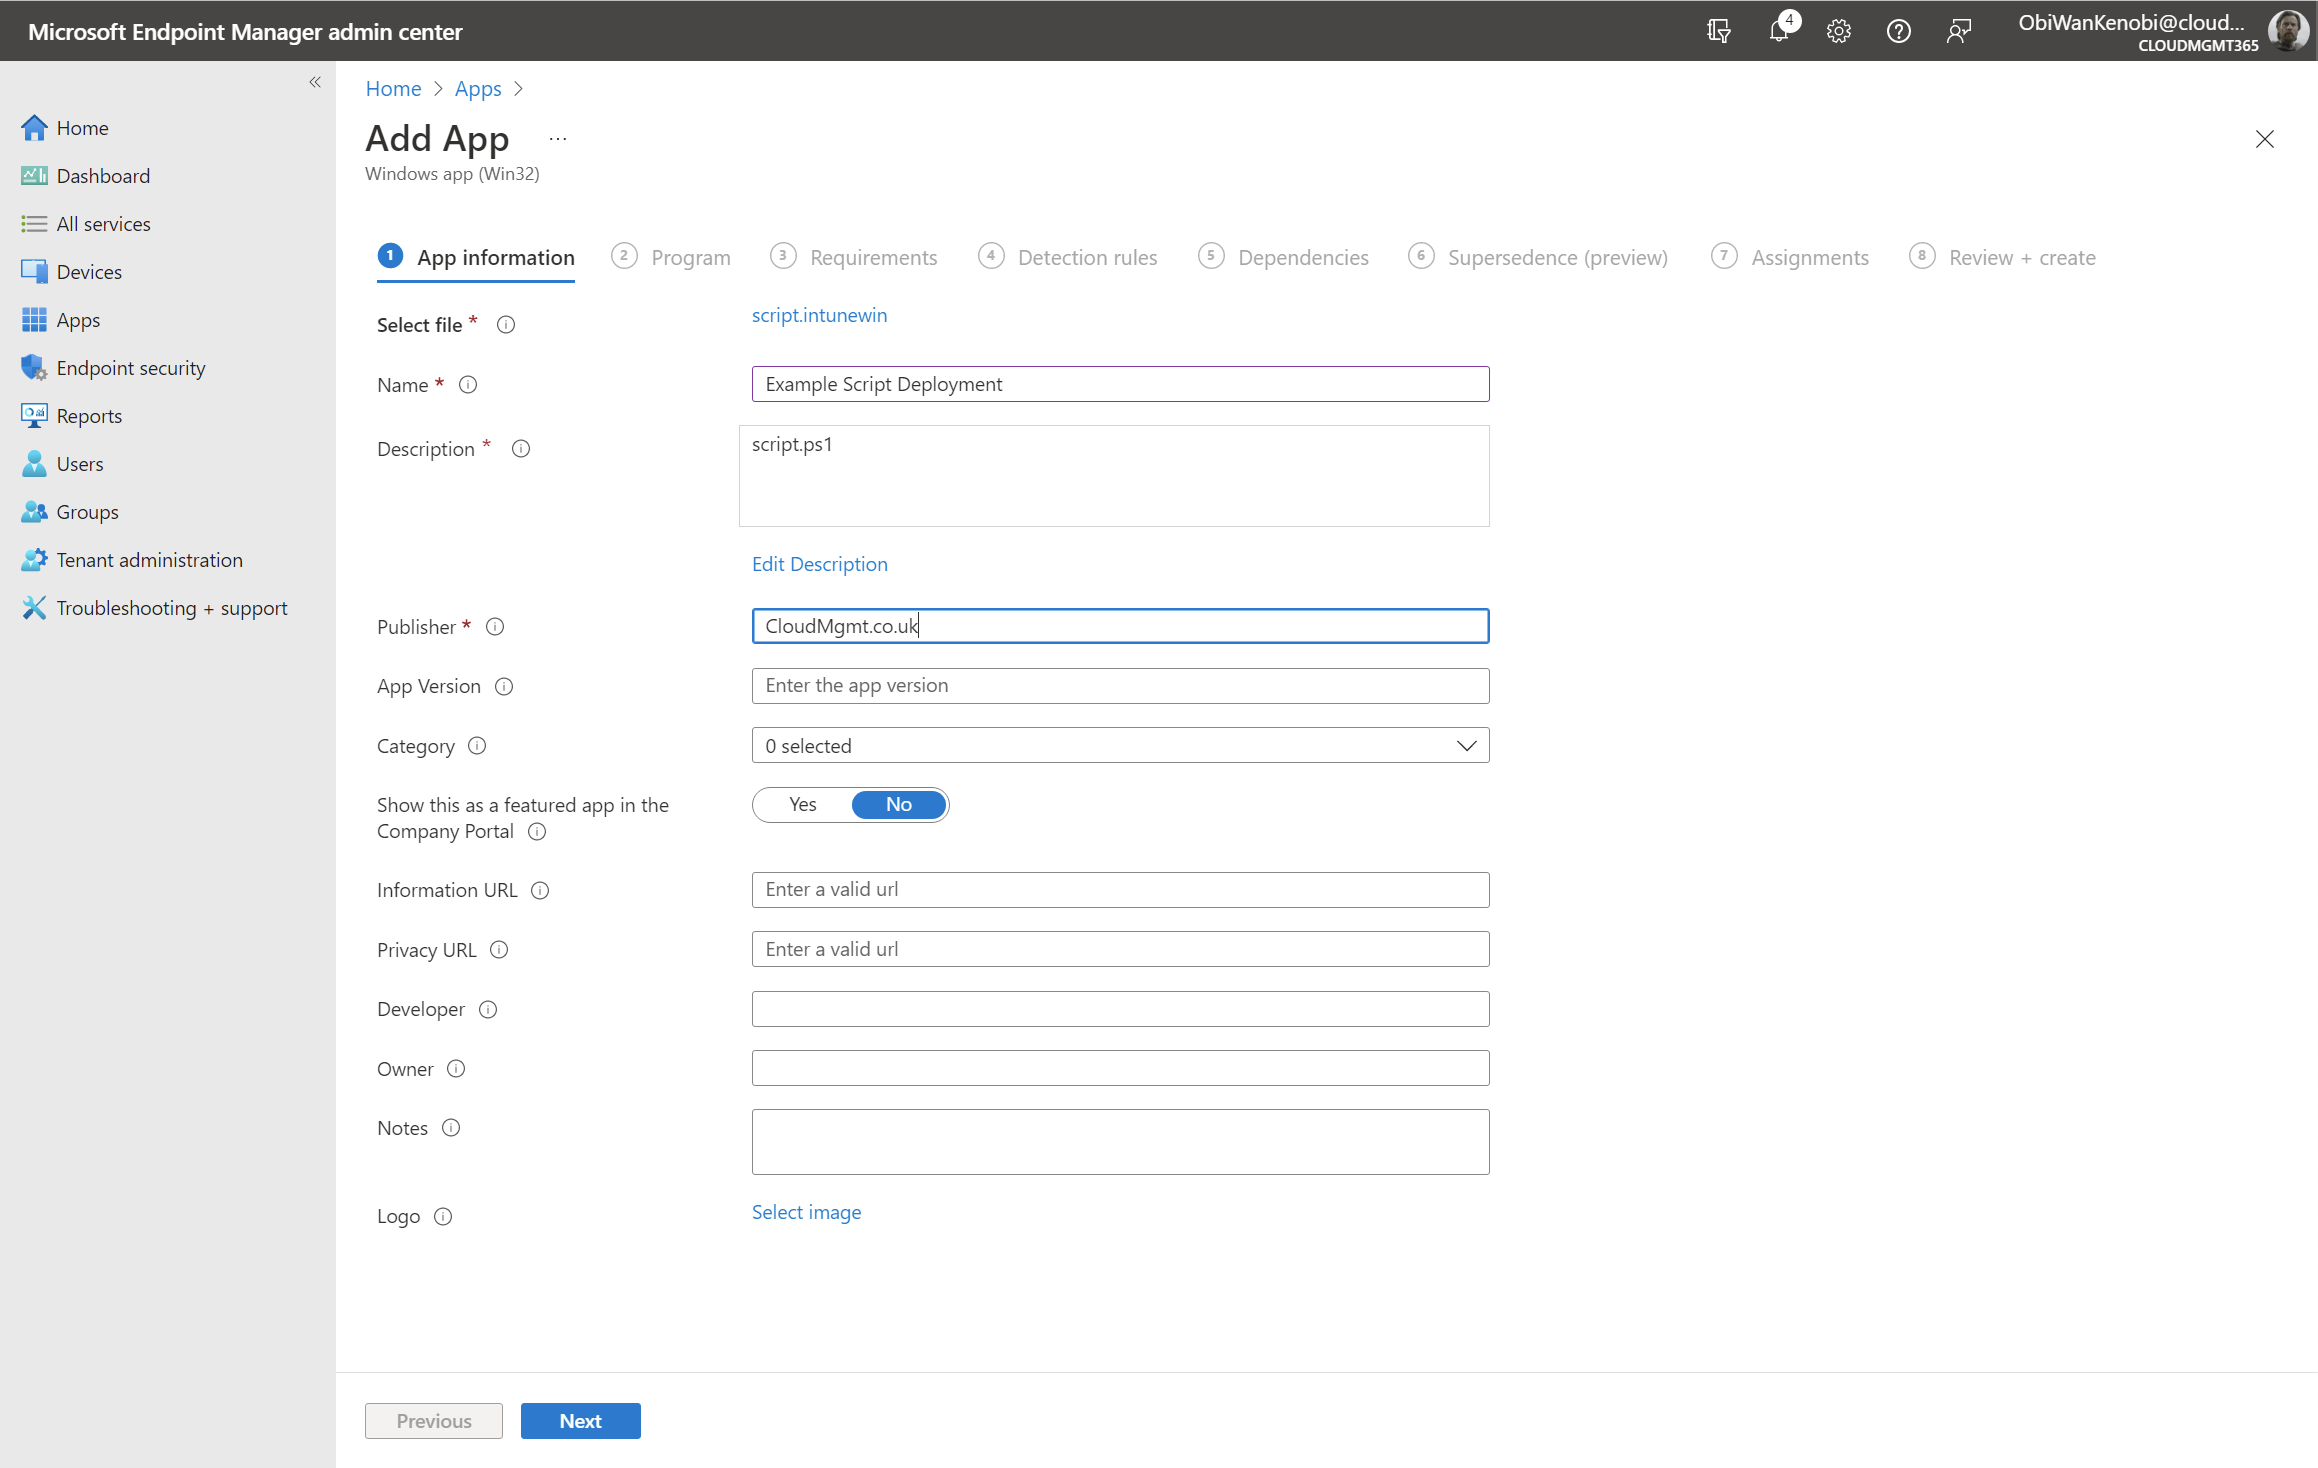 Microsoft Endpoint Manager admin center
4
ObiWanKenobi@cloud...
CLOUDMGMT365
Home
Dashboard
All services
Devices
Apps
Endpoint security
Reports
Users
Groups
Tenant administration
Troubleshooting + support
Home > Apps >
Add App ...
Windows app (Win32)
1 App information
2 Program
3 Requirements
4 Detection rules
5 Dependencies
6 Supersedence (preview)
7 Assignments
8 Review + create
Select file *
script.intunewin
Name *
Example Script Deployment
Description *
script.ps1
Edit Description
Publisher *
CloudMgmt.co.uk
App Version
Enter the app version
Category
0 selected
Show this as a featured app in the
Company Portal
Yes No
Information URL
Enter a valid url
Privacy URL
Enter a valid url
Developer
Owner
Notes
Logo
Select image
Previous
Next